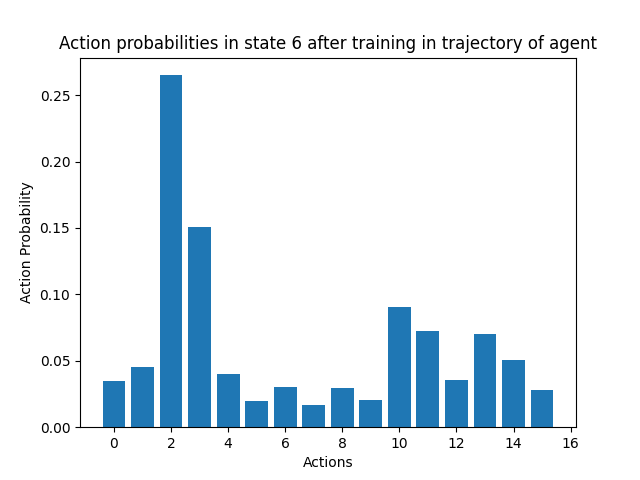 Action probabilities in state 6 after training in trajectory of agent
0.25
0.20
0.15
0.10
0.05
0.00
Action Probability
0 2 4 6 8 10 12 14 16
Actions